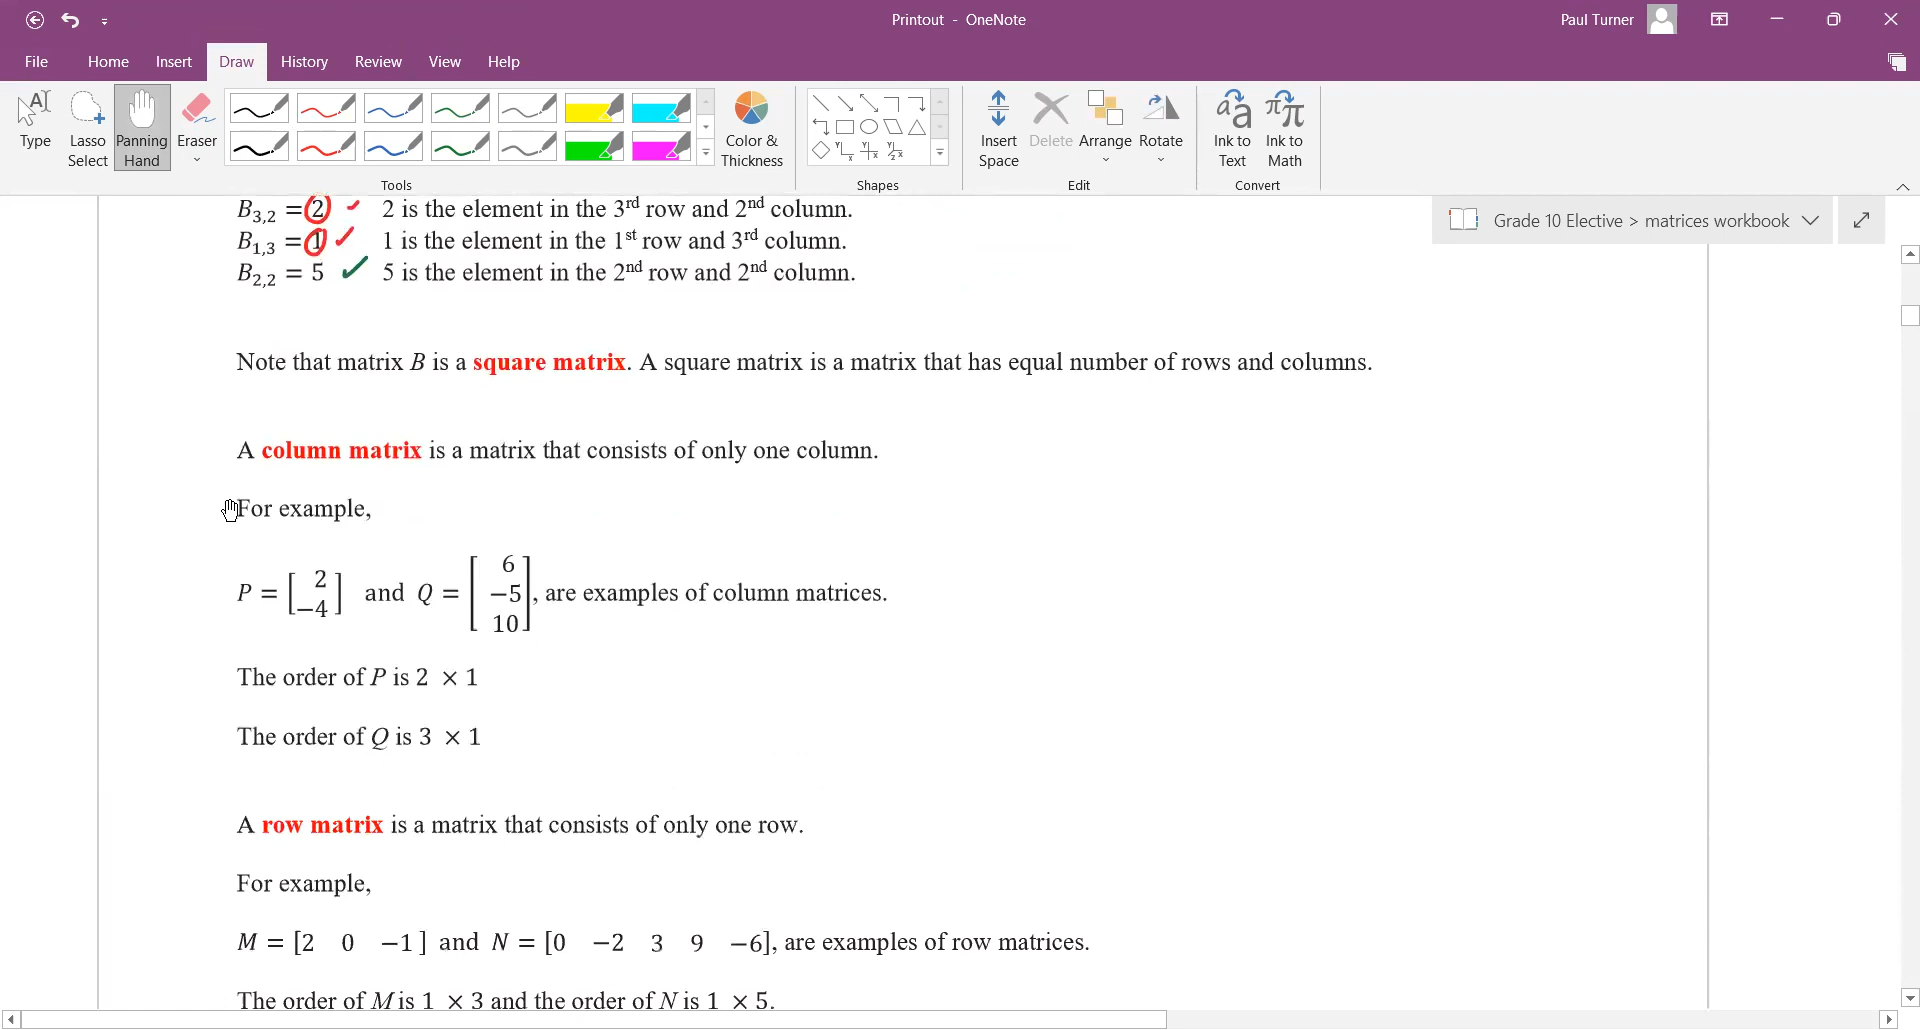 Printout - OneNote
Paul Turner
File Home Insert Draw History Review View Help
Type
Lasso Select
Panning Hand
Eraser
Color & Thickness
Insert Space
Delete
Arrange
Rotate
Ink to Text
Ink to Math
Tools
Shapes
Edit
Convert
Grade 10 Elective > matrices workbook
B3,2 = 2 ✓ 2 is the element in the 3rd row and 2nd column.
B1,3 = 1 ✓ 1 is the element in the 1st row and 3rd column.
B2,2 = 5 ✓ 5 is the element in the 2nd row and 2nd column.
Note that matrix B is a square matrix. A square matrix is a matrix that has equal number of rows and columns.
A column matrix is a matrix that consists of only one column.
For example,
P = [2 −4] and Q = [6 −5 10], are examples of column matrices.
The order of P is 2 × 1
The order of Q is 3 × 1
A row matrix is a matrix that consists of only one row.
For example,
M = [2 0 −1] and N = [0 −2 3 9 −6], are examples of row matrices.
The order of M is 1 × 3 and the order of N is 1 × 5.